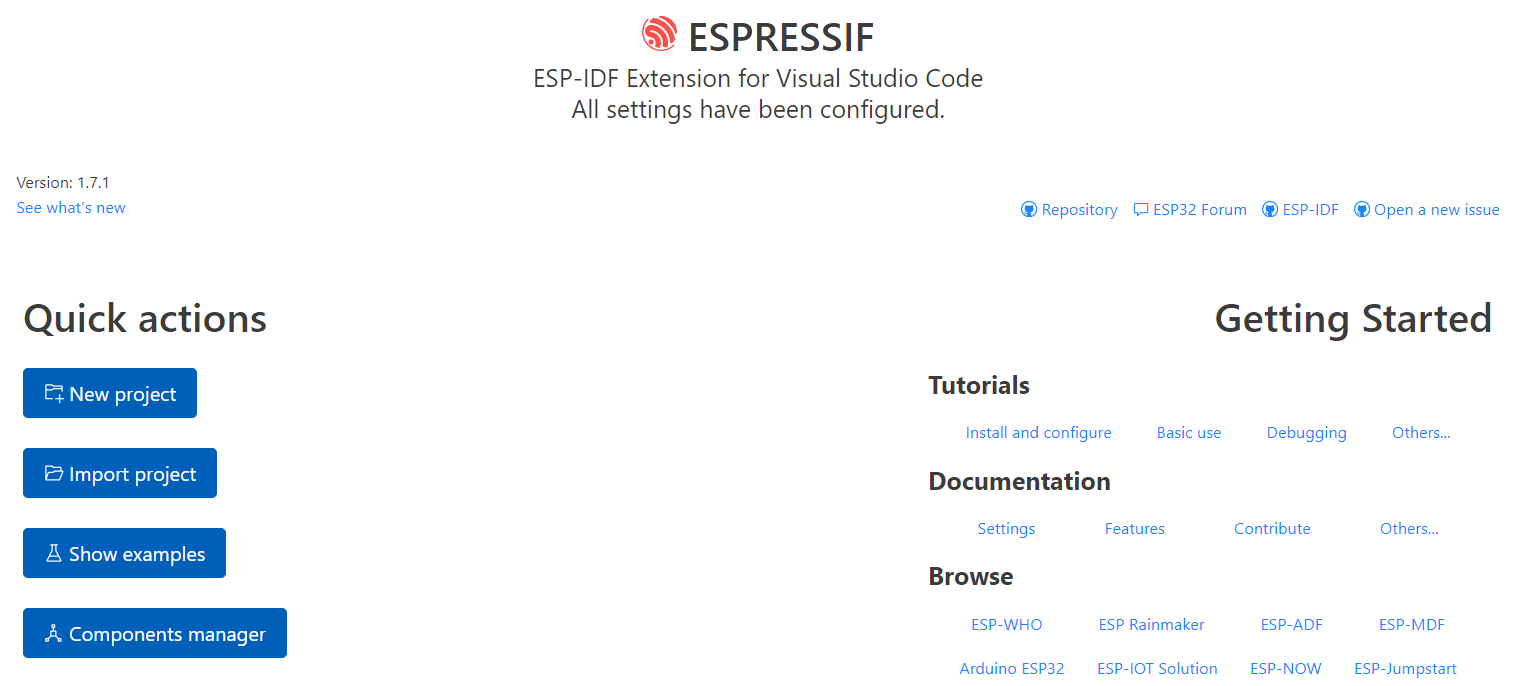 ESPRESSIF
ESP-IDF Extension for Visual Studio Code
All settings have been configured.
Version: 1.7.1
See what's new
Repository ESP32 Forum ESP-IDF Open a new issue
Quick actions
New project
Import project
Show examples
Components manager
Getting Started
Tutorials
Install and configure Basic use Debugging Others...
Documentation
Settings Features Contribute Others...
Browse
ESP-WHO ESP Rainmaker ESP-ADF ESP-MDF
Arduino ESP32 ESP-IOT Solution ESP-NOW ESP-Jumpstart